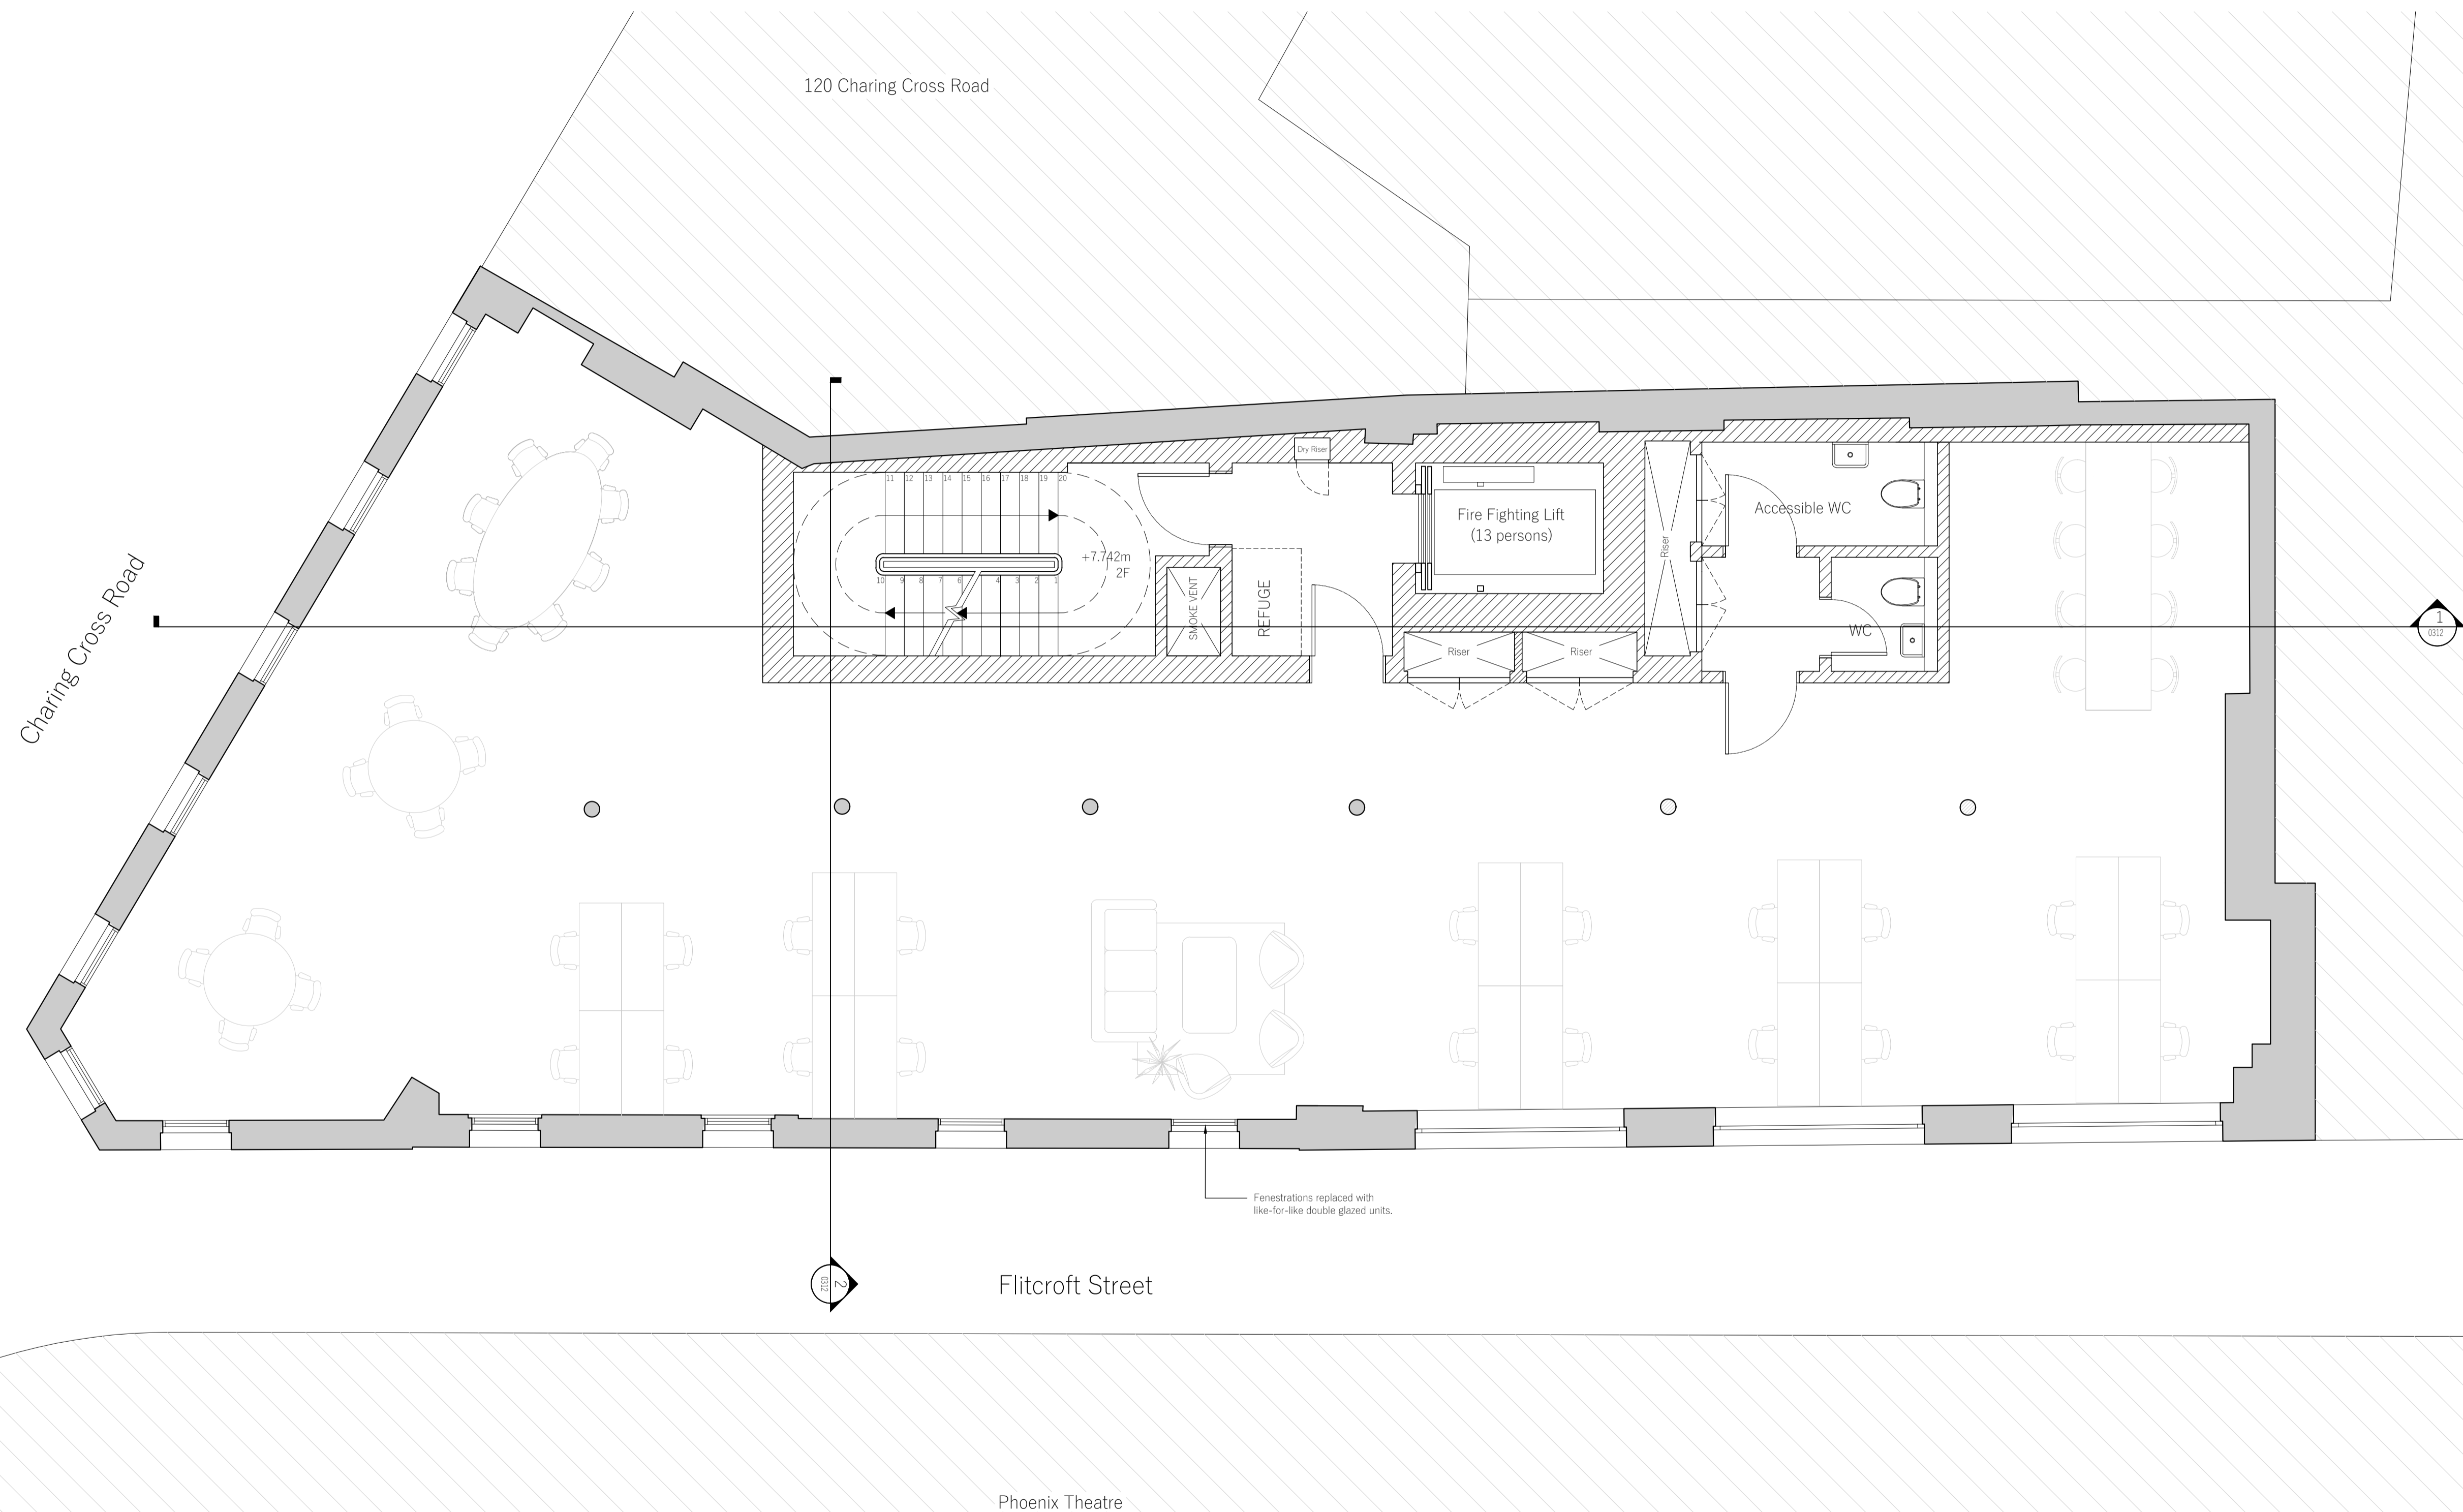 120 Charing Cross Road
Charing Cross Road
11 12 13 14 15 16 17 18 19 20
10 9 8 7 6 4 3 2 1
+7.742m
2F
SMOKE VENT
REFUGE
Dry Riser
Fire Fighting Lift
(13 persons)
Riser
Riser
Riser
Accessible WC
WC
1
0312
Fenestrations replaced with
like-for-like double glazed units.
2
0312
Flitcroft Street
Phoenix Theatre